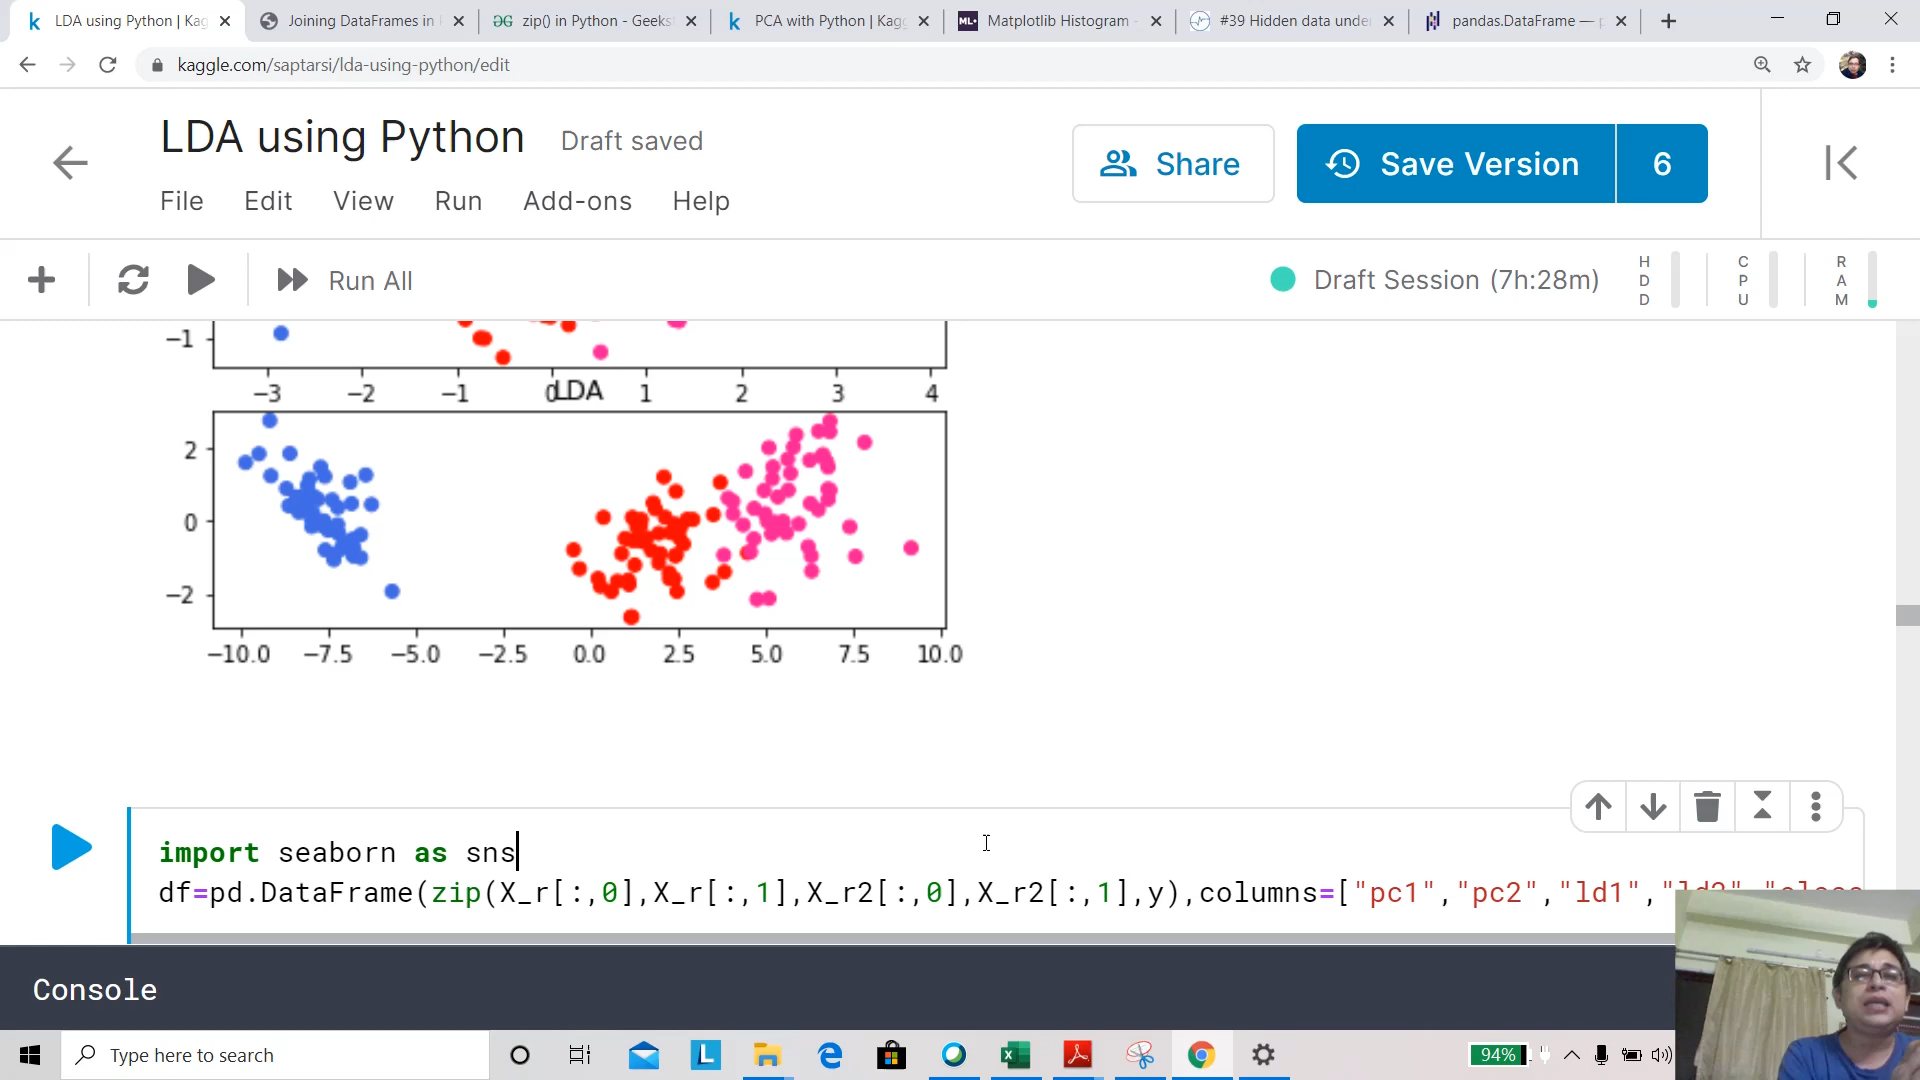 LDA using Python | Kag
Joining DataFrames in
zip() in Python - Geeks
PCA with Python | Kagg
Matplotlib Histogram -
#39 Hidden data unde
pandas.DataFrame — p
kaggle.com/saptarsi/lda-using-python/edit
LDA using Python
Draft saved
File Edit View Run Add-ons Help
Share
Save Version 6
Run All
Draft Session (7h:28m)
HDD
CPU
RAM
−1
−3 −2 −1 0 1 2 3 4
LDA
2
0
−2
−10.0 −7.5 −5.0 −2.5 0.0 2.5 5.0 7.5 10.0
import seaborn as sns
df=pd.DataFrame(zip(X_r[:,0],X_r[:,1],X_r2[:,0],X_r2[:,1],y),columns=["pc1","pc2","ld1","ld2","class
Console
Type here to search
94%